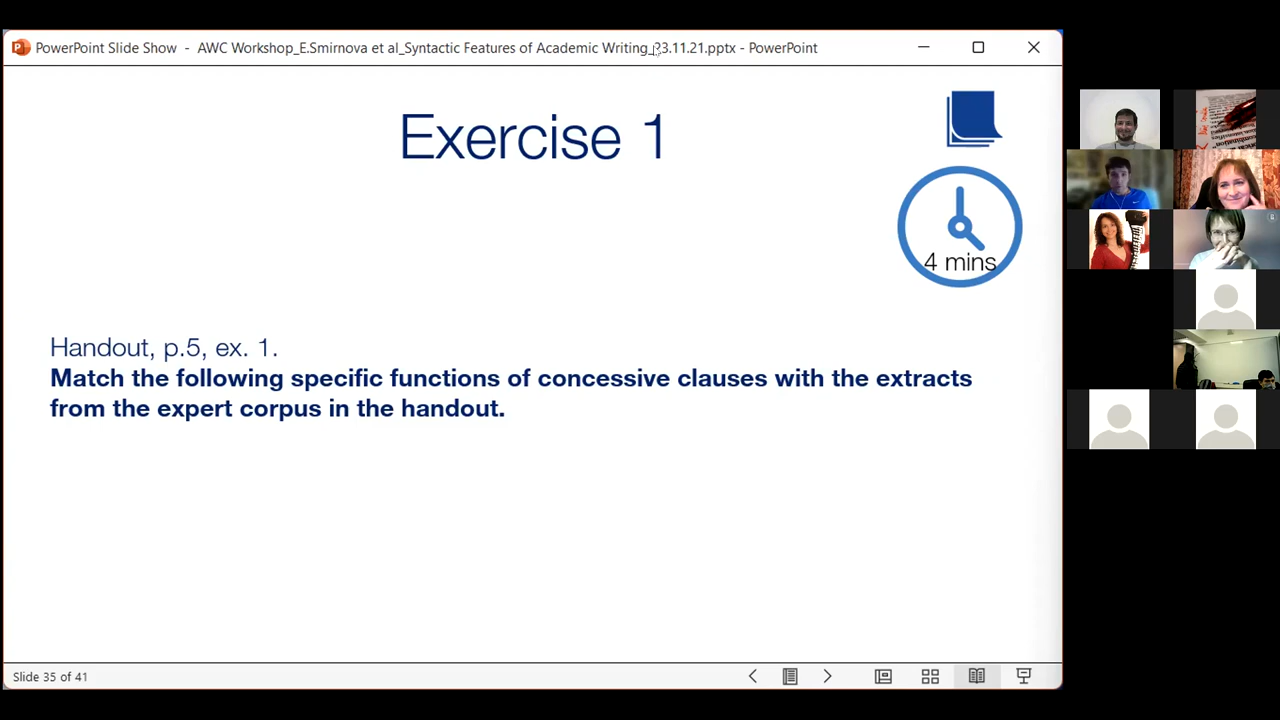 PowerPoint Slide Show - AWC Workshop_E.Smirnova et al_Syntactic Features of Academic Writing_23.11.21.pptx - PowerPoint
Exercise 1
4 mins
Handout, p.5, ex. 1.
Match the following specific functions of concessive clauses with the extracts
from the expert corpus in the handout.
Slide 35 of 41